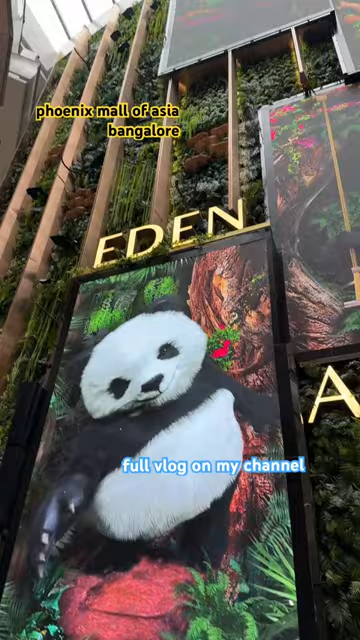 phoenix mall of asia
bangalore
EDEN
A
full vlog on my channel